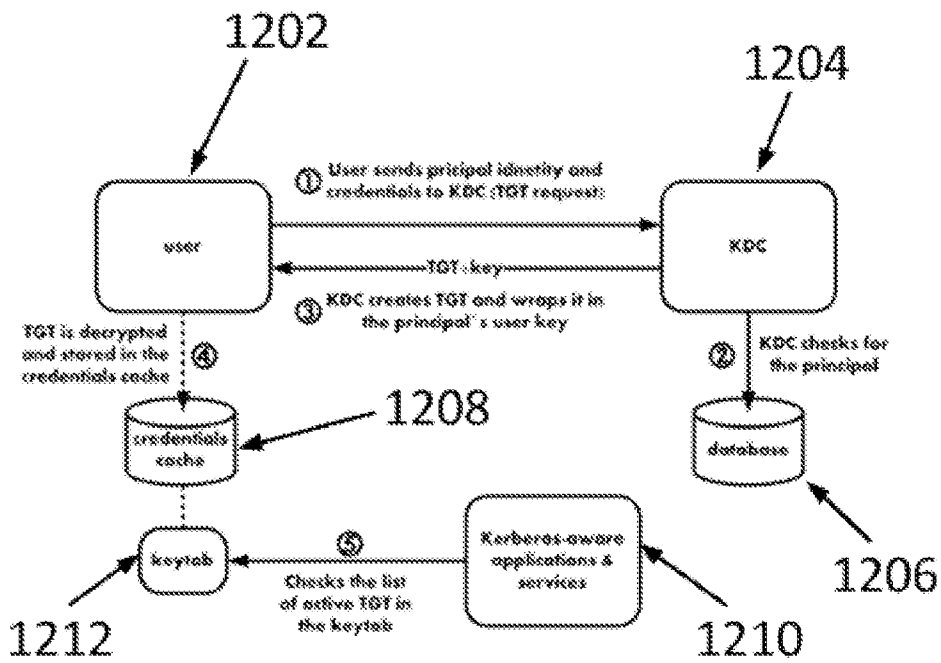 1202
1204
① User sends pricipal identity and
credentials to KDC (TGT request)
user
KDC
TGT+key
③ KDC creates TGT and wraps it in
the principal's user key
TGT is decrypted
and stored in the
credentials cache
④
②
KDC checks for
the principal
1208
credentials
cache
database
1206
keytab
⑤
Checks the list
of active TGT in
the keytab
Kerberos-aware
applications &
services
1212
1210